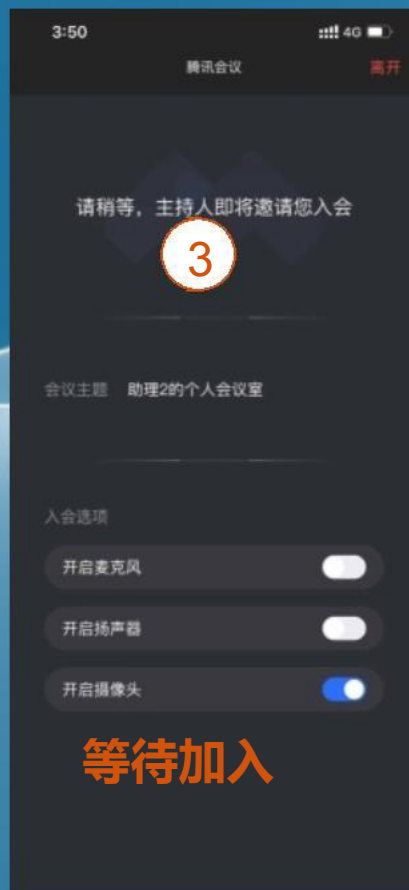 3:50 4G
腾讯会议 离开
请稍等，主持人即将邀请您入会
3
会议主题 助理2的个人会议室
入会选项
开启麦克风
开启扬声器
开启摄像头
等待加入